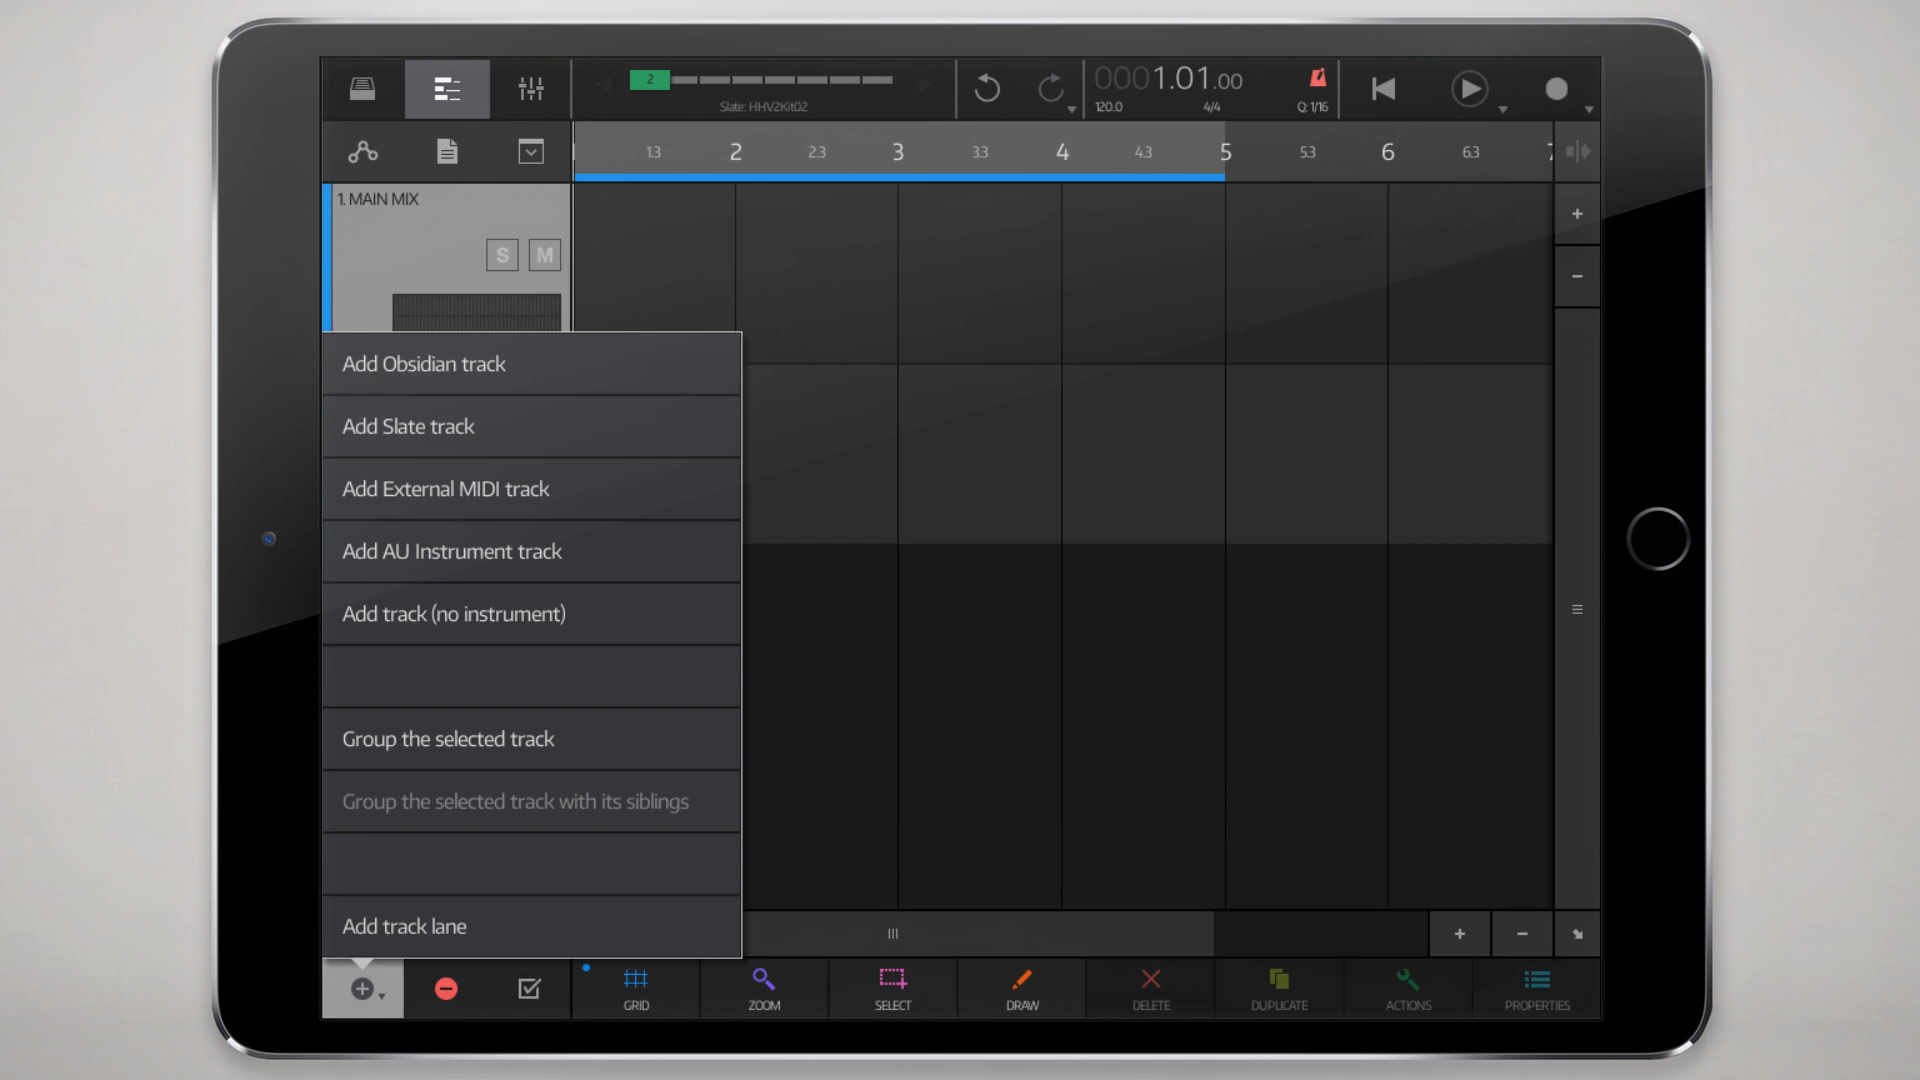 2
Slate: HHV2Kit02
0001.01.00
120.0
4/4
Q: 1/16
1.3
2
2.3
3
3.3
4
4.3
5
5.3
6
6.3
7
1. MAIN MIX
S
M
Add Obsidian track
Add Slate track
Add External MIDI track
Add AU Instrument track
Add track (no instrument)
Group the selected track
Group the selected track with its siblings
Add track lane
GRID
ZOOM
SELECT
DRAW
DELETE
DUPLICATE
ACTIONS
PROPERTIES